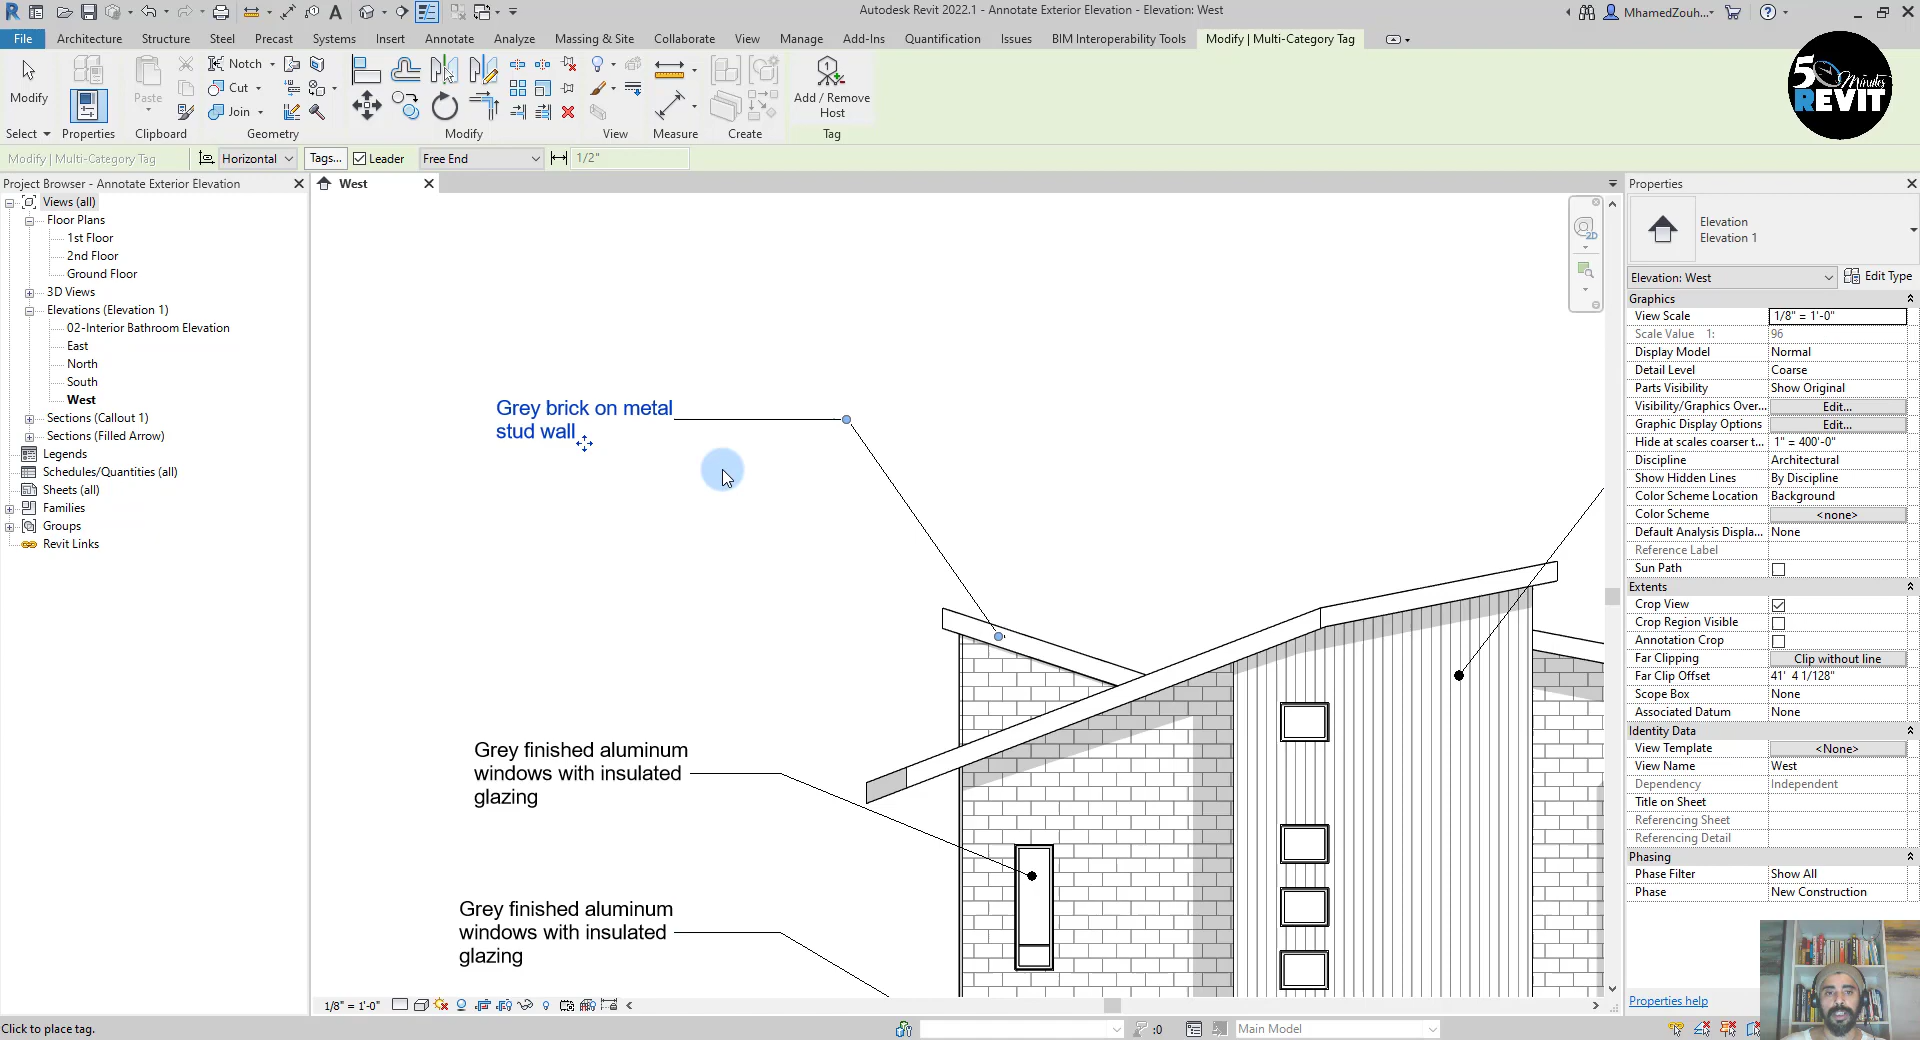 Autodesk Revit 2022.1 - Annotate Exterior Elevation - Elevation: West
MhamedZouh...
File Architecture Structure Steel Precast Systems Insert Annotate Analyze Massing & Site Collaborate View Manage Add-Ins Quantification Issues BIM Interoperability Tools Modify | Multi-Category Tag
Modify
Paste
Notch
Cut
Join
Add / Remove
Host
Select Properties Clipboard Geometry Modify View Measure Create Tag
5 Minutes
REVIT
Modify | Multi-Category Tag Horizontal Tags... Leader Free End 1/2"
Project Browser - Annotate Exterior Elevation
Views (all)
Floor Plans
1st Floor
2nd Floor
Ground Floor
3D Views
Elevations (Elevation 1)
02-Interior Bathroom Elevation
East
North
South
West
Sections (Callout 1)
Sections (Filled Arrow)
Legends
Schedules/Quantities (all)
Sheets (all)
Families
Groups
Revit Links
West
2D
Grey brick on metal
stud wall
Grey finished aluminum
windows with insulated
glazing
Grey finished aluminum
windows with insulated
glazing
1/8" = 1'-0"
Properties
Elevation
Elevation 1
Elevation: West Edit Type
Graphics
View Scale 1/8" = 1'-0"
Scale Value 1: 96
Display Model Normal
Detail Level Coarse
Parts Visibility Show Original
Visibility/Graphics Over... Edit...
Graphic Display Options Edit...
Hide at scales coarser t... 1" = 400'-0"
Discipline Architectural
Show Hidden Lines By Discipline
Color Scheme Location Background
Color Scheme <none>
Default Analysis Displa... None
Reference Label
Sun Path
Extents
Crop View
Crop Region Visible
Annotation Crop
Far Clipping Clip without line
Far Clip Offset 41' 4 1/128"
Scope Box None
Associated Datum None
Identity Data
View Template <None>
View Name West
Dependency Independent
Title on Sheet
Referencing Sheet
Referencing Detail
Phasing
Phase Filter Show All
Phase New Construction
Properties help
Click to place tag.
:0
Main Model